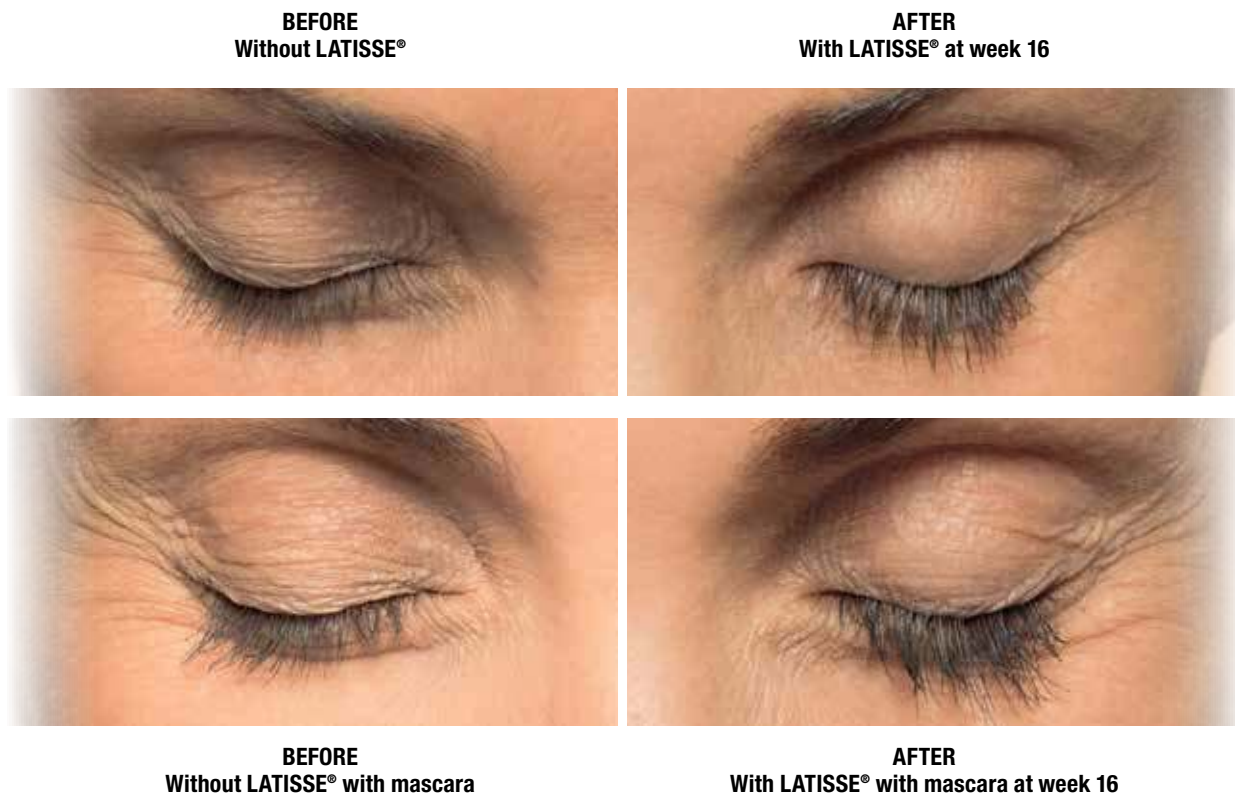 BEFORE
Without LATISSE®
AFTER
With LATISSE® at week 16
BEFORE
Without LATISSE® with mascara
AFTER
With LATISSE® with mascara at week 16